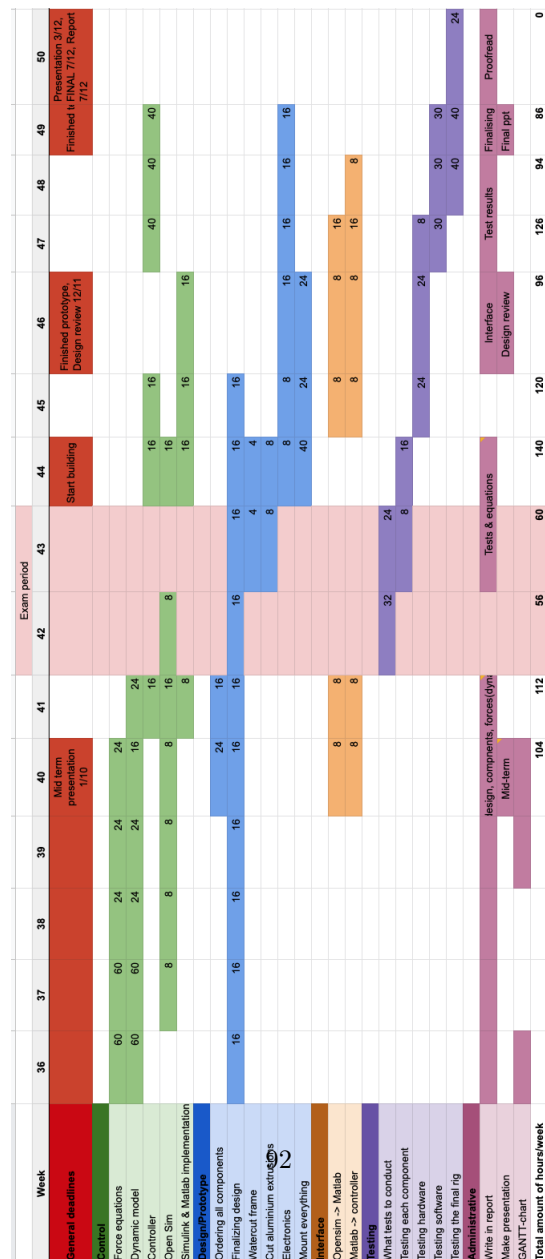 Exam period
Week 36 37 38 39 40 41 42 43 44 45 46 47 48 49 50
General deadlines
Mid term
presentation
1/10
Start building
Finished prototype,
Design review 12/11
Presentation 3/12,
Finished ti FINAL 7/12, Report
7/12
Control
Force equations 60 60 24 24 24
Dynamic model 60 60 24 24 16 24
Controller 16 16 16 40 40 40
Open Sim 8 8 8 8 16 8 16
Simulink & Matlab implementation 8 16 16 16
Design/Prototype
Ordering all components 24 16
Finalizing design 16 16 16 16 16 16 16 16 16 16
Watercut frame 4 4
Cut aluminium extrusions 8 8
Electronics 8 8 16 16 16 16
Mount everything 40 24 24
Interface
Opensim -> Matlab 8 8 8 8 16
Matlab -> controller 8 8 8 8 16 8
Testing
What tests to conduct 32 24
Testing each component 8 16
Testing hardware 24 24 8
Testing software 30 30 30
Testing the final rig 40 40 24
Administrative
Write in report lesign, compnents, forces(dyn Tests & equations Interface Test results Finalising Proofread
Make presentation Mid-term Design review Final ppt
GANTT-chart
Total amount of hours/week 104 112 56 60 140 120 96 126 94 86 0
92